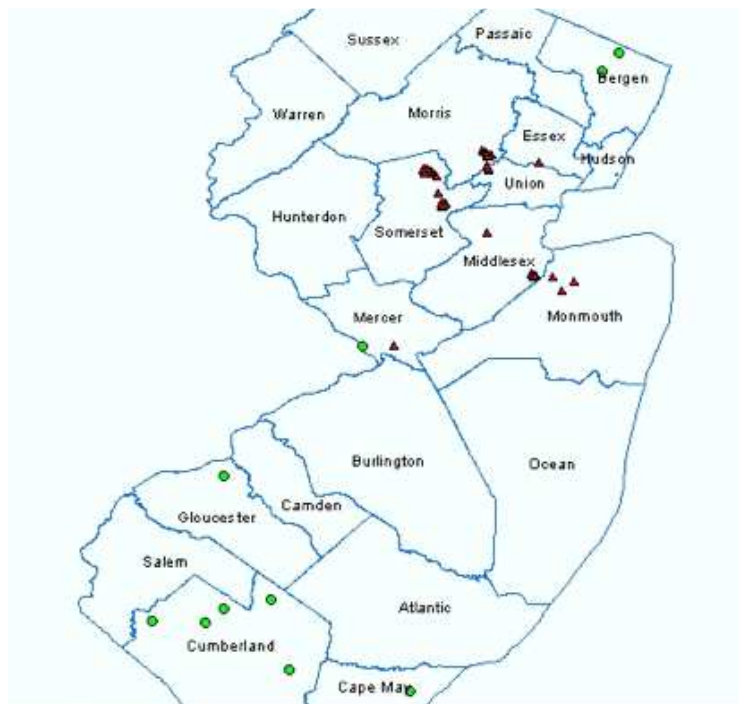 Passaic
Sussex
Bergen
Morris
Warren
Essex
Hudson
Union
Hunterdon
Somerset
Middlesex
Mercer
Monmouth
Burlington
Ocean
Camden
Gloucester
Salem
Atlantic
Cumberland
Cape May